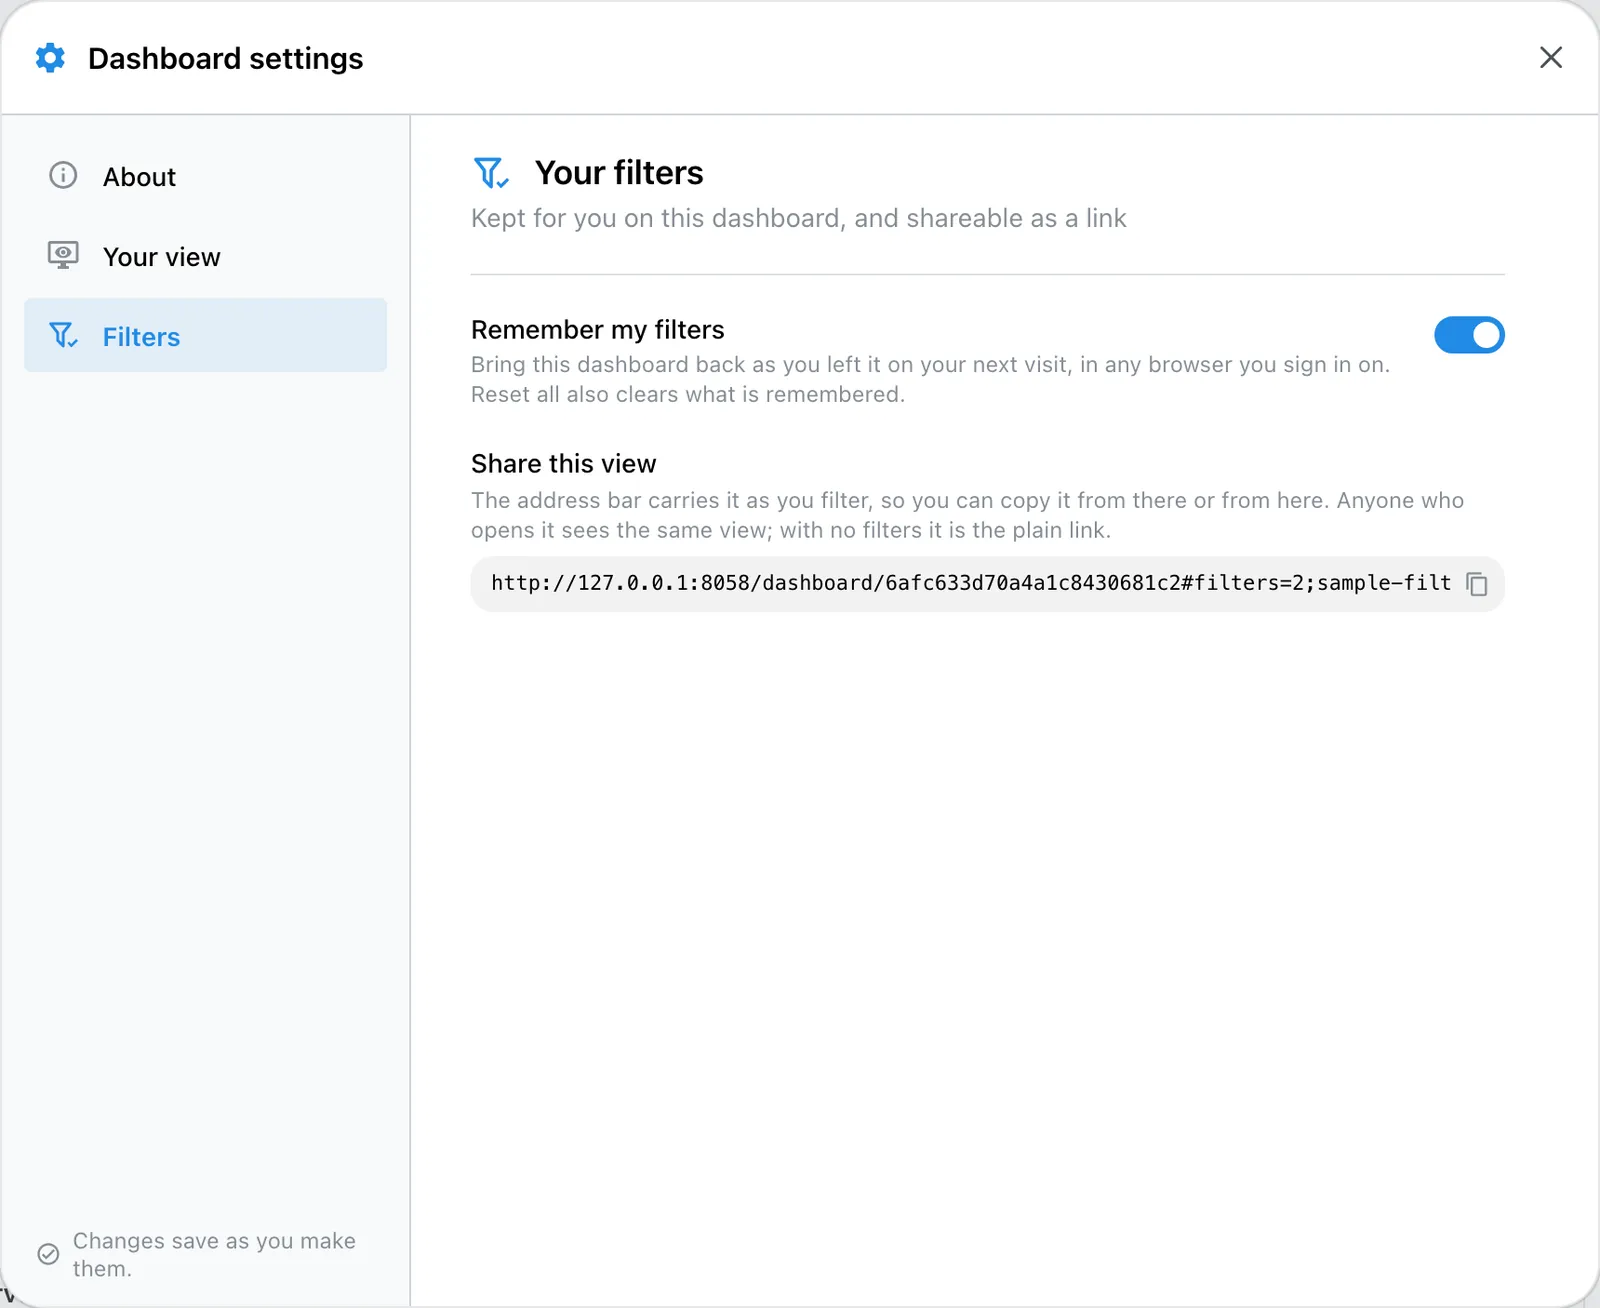 Dashboard settings
About
Your view
Filters
Your filters
Kept for you on this dashboard, and shareable as a link
Remember my filters
Bring this dashboard back as you left it on your next visit, in any browser you sign in on.
Reset all also clears what is remembered.
Share this view
The address bar carries it as you filter, so you can copy it from there or from here. Anyone who
opens it sees the same view; with no filters it is the plain link.
http://127.0.0.1:8058/dashboard/6afc633d70a4a1c8430681c2#filters=2;sample-filt
Changes save as you make
them.